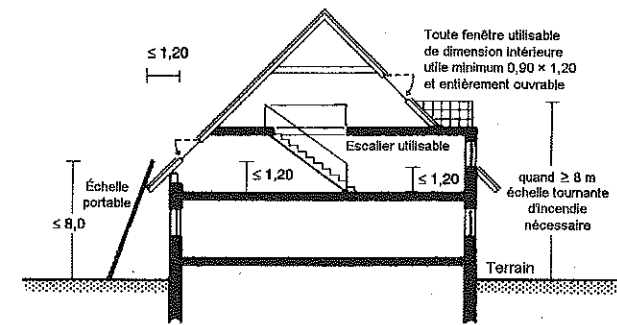 ≤ 1,20
Toute fenêtre utilisable
de dimension intérieure
utile minimum 0,90 × 1,20
et entièrement ouvrable
Escalier utilisable
Échelle
portable
≤ 8,0
≤ 1,20
≤ 1,20
quand ≥ 8 m
échelle tournante
d'incendie
nécessaire
Terrain